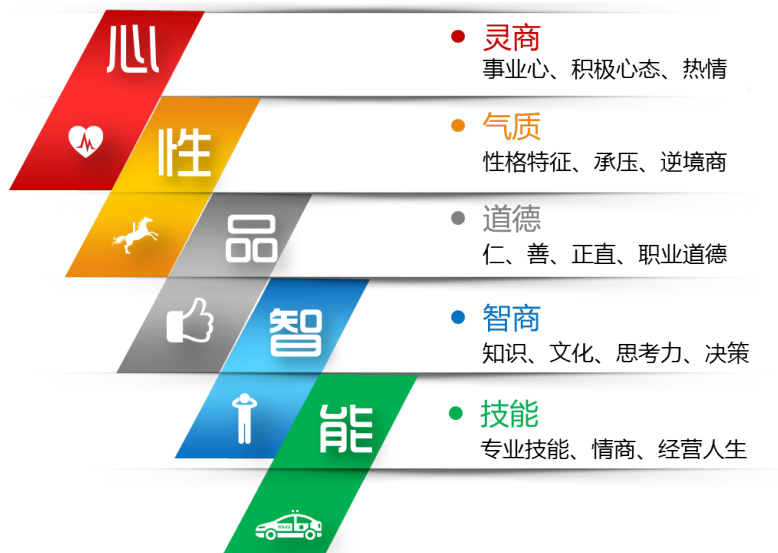 心
灵商
事业心、积极心态、热情
性
气质
性格特征、承压、逆境商
品
道德
仁、善、正直、职业道德
智
智商
知识、文化、思考力、决策
能
技能
专业技能、情商、经营人生
POLICE